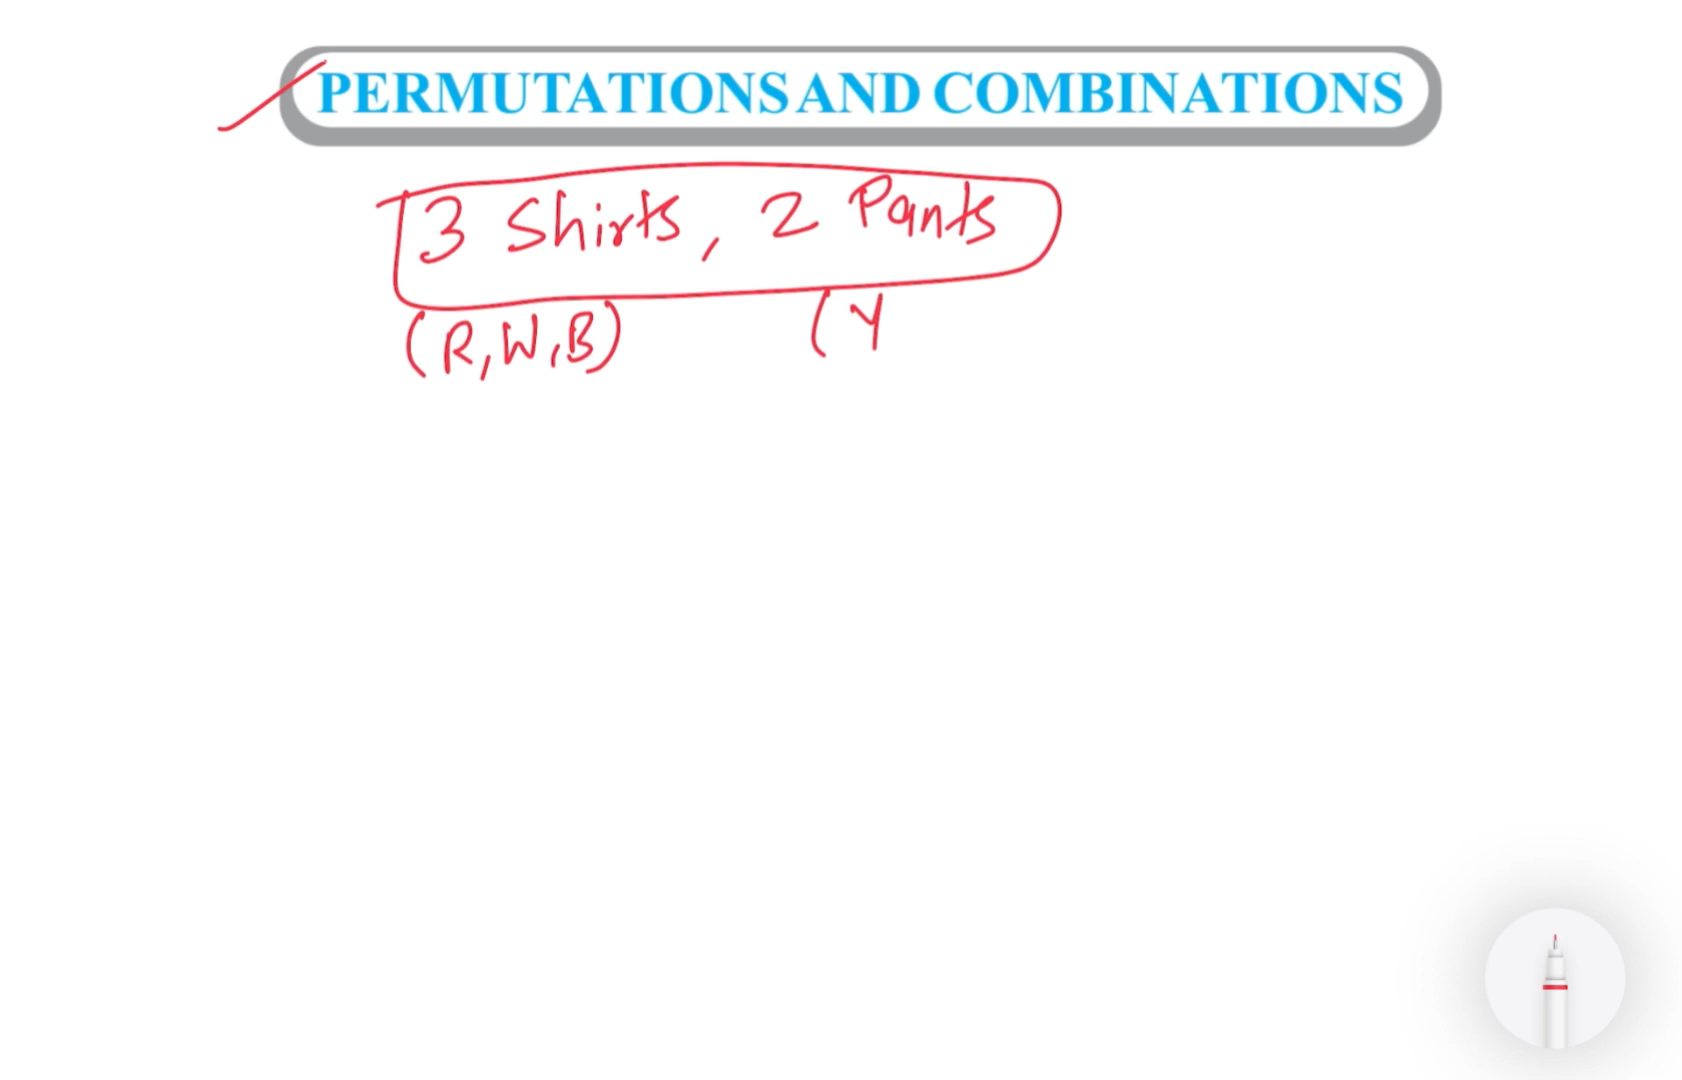 PERMUTATIONS AND COMBINATIONS
3 Shirts, 2 Pants
(R,W,B) (Y